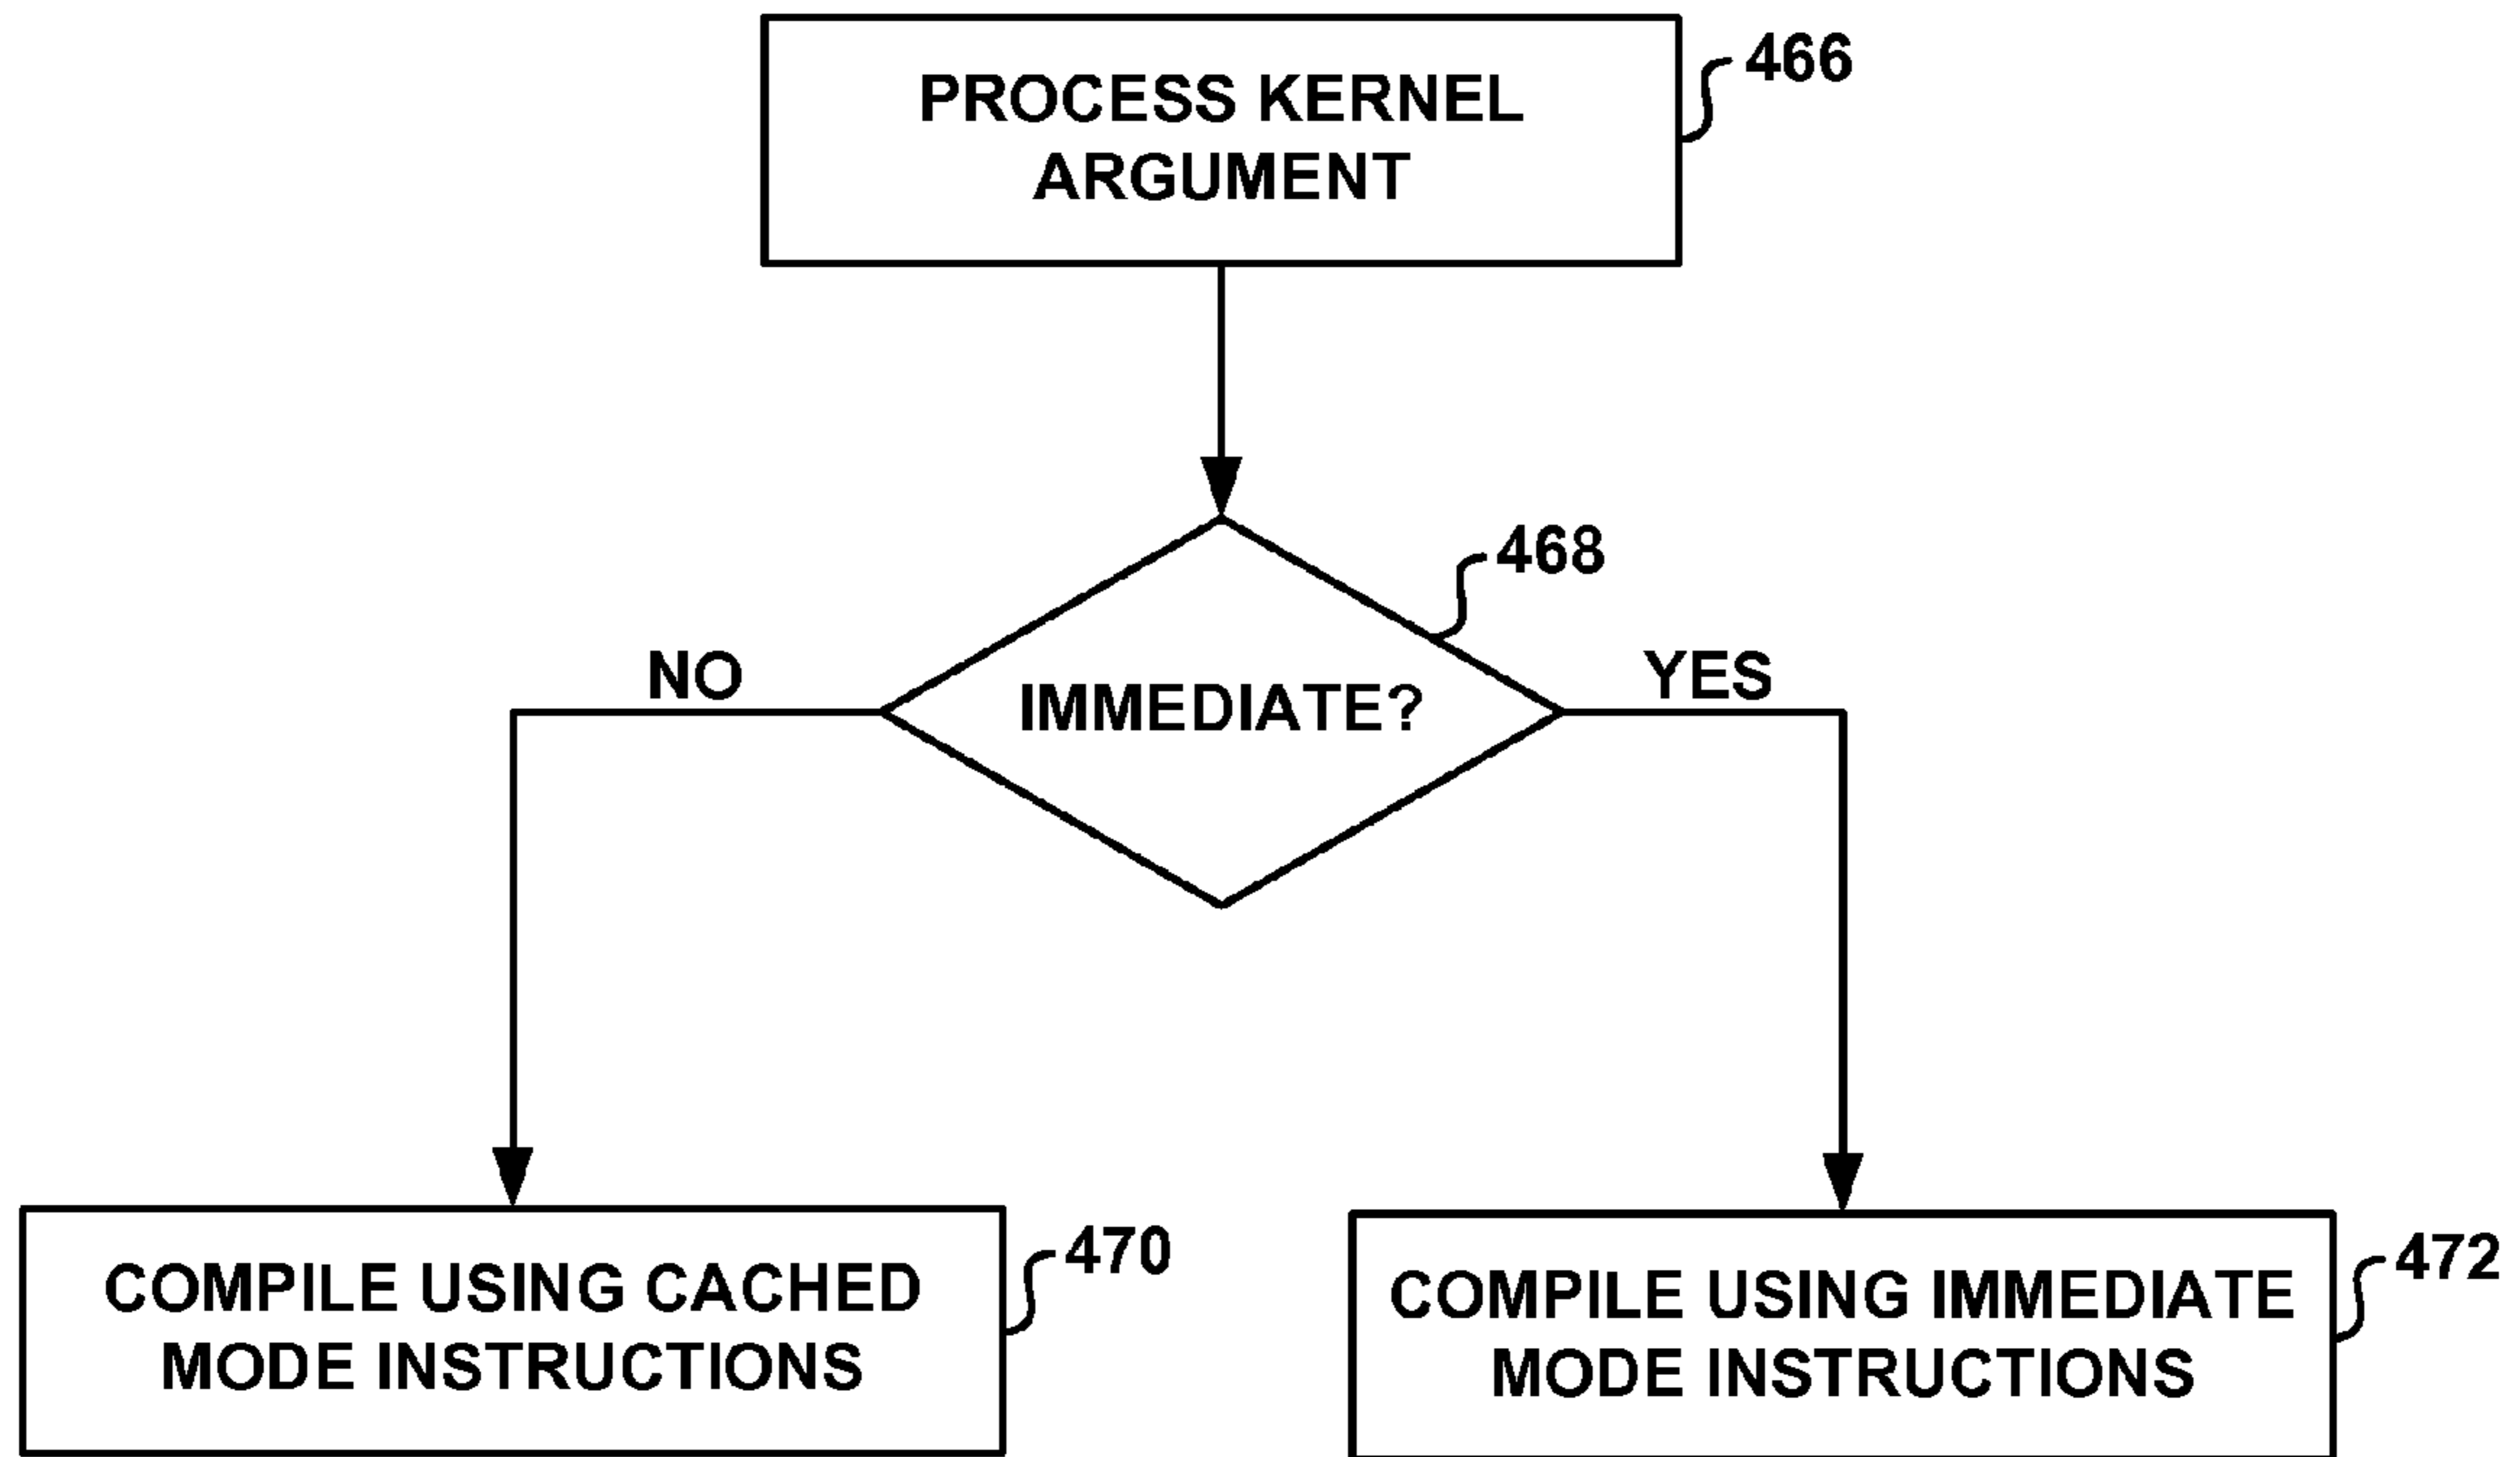 PROCESS KERNEL
ARGUMENT
466
468
NO
IMMEDIATE?
YES
COMPILE USING CACHED
MODE INSTRUCTIONS
470
COMPILE USING IMMEDIATE
MODE INSTRUCTIONS
472